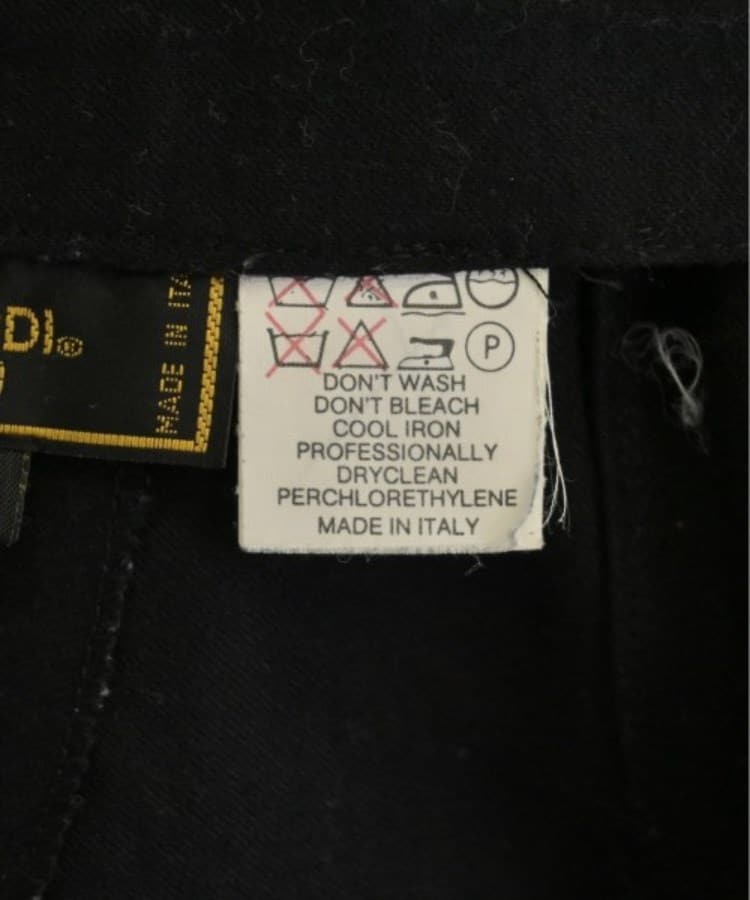 DI®
MADE IN ITA
P
DON'T WASH
DON'T BLEACH
COOL IRON
PROFESSIONALLY
DRYCLEAN
PERCHLORETHYLENE
MADE IN ITALY